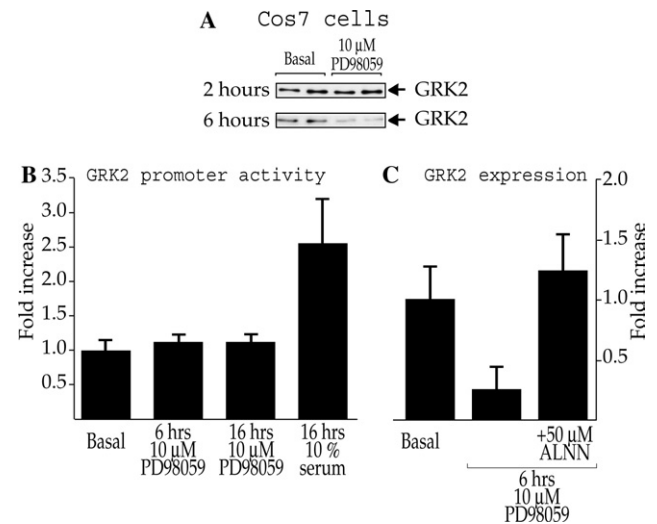 A Cos7 cells
Basal
10 µM
PD98059
2 hours GRK2
6 hours GRK2
B GRK2 promoter activity
Fold increase
3.5
3.0
2.5
2.0
1.5
1.0
0.5
Basal
6 hrs
10 µM
PD98059
16 hrs
10 µM
PD98059
16 hrs
10 %
serum
C GRK2 expression
2.0
1.5
1.0
0.5
Fold increase
Basal
+50 µM
ALNN
6 hrs
10 µM
PD98059